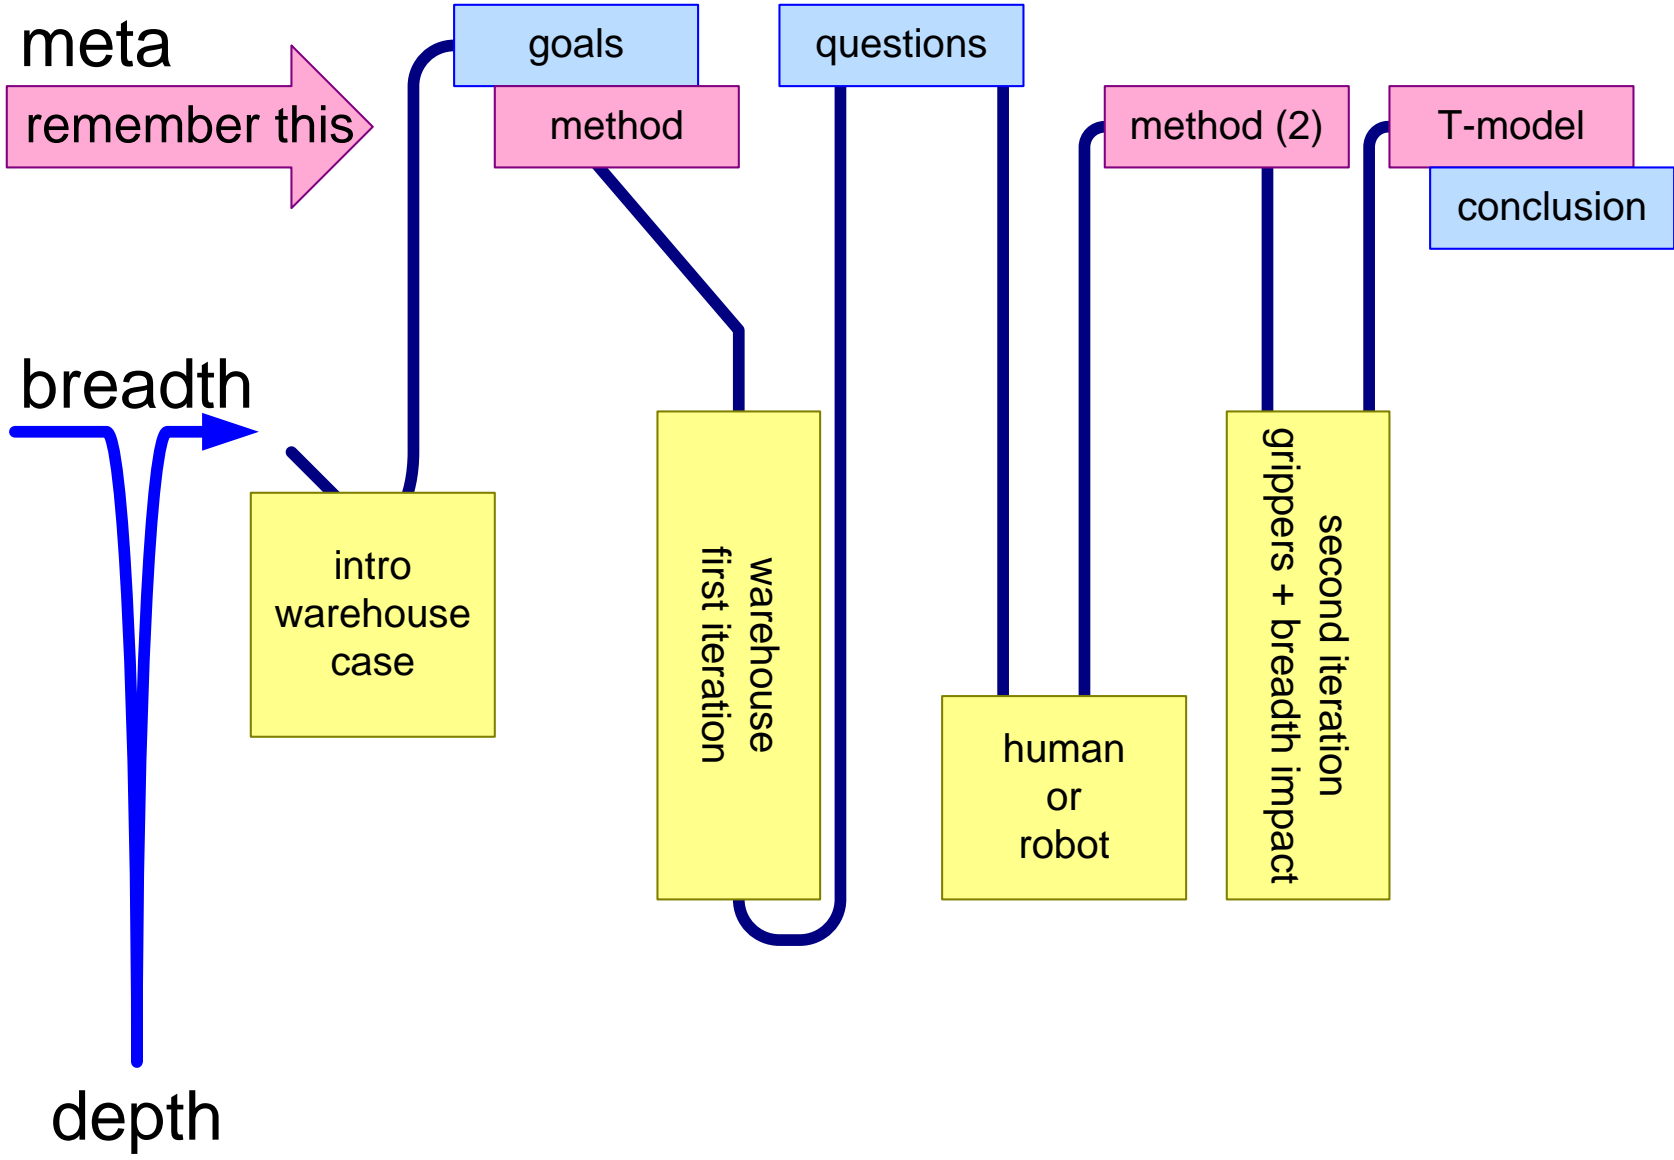 meta
remember this
goals
method
questions
method (2)
T-model
conclusion
breadth
depth
intro
warehouse
case
warehouse
first iteration
human
or
robot
second iteration
grippers + breadth impact